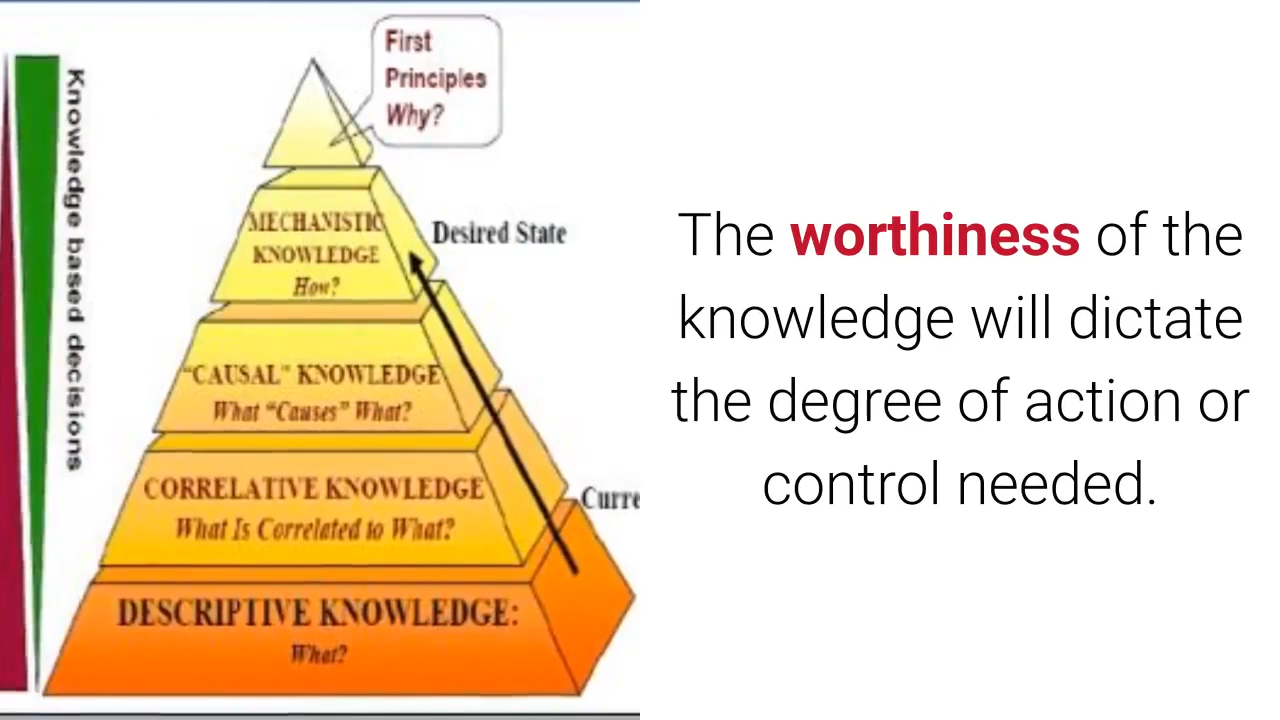 First
Principles
Why?
Knowledge based decisions
MECHANISTIC
KNOWLEDGE
How?
Desired State
"CAUSAL" KNOWLEDGE
What "Causes" What?
CORRELATIVE KNOWLEDGE
What Is Correlated to What?
Curre
DESCRIPTIVE KNOWLEDGE:
What?
The worthiness of the
knowledge will dictate
the degree of action or
control needed.